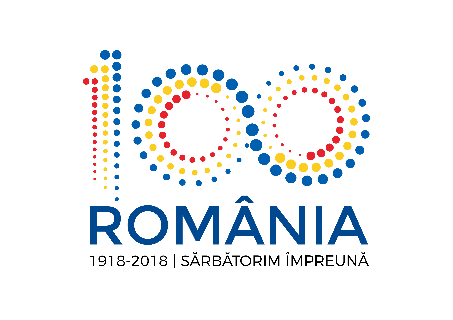 100
ROMÂNIA
1918-2018 | SĂRBĂTORIM ÎMPREUNĂ